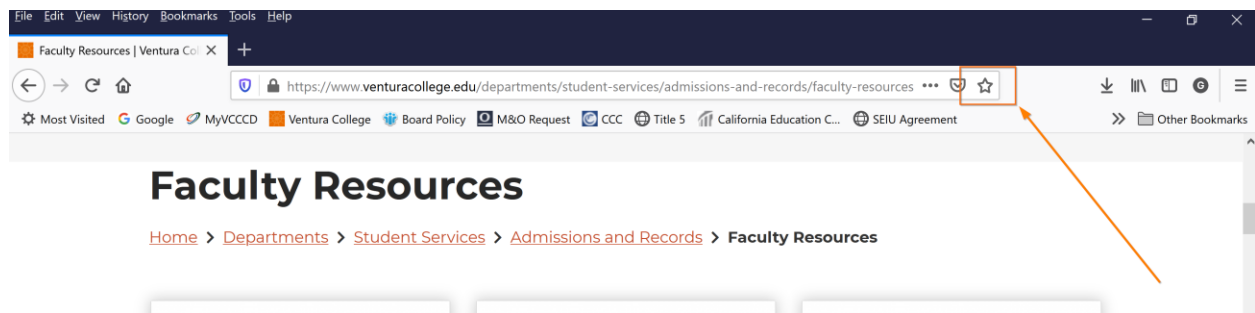 File Edit View History Bookmarks Tools Help
Faculty Resources | Ventura Col
https://www.venturacollege.edu/departments/student-services/admissions-and-records/faculty-resources
Most Visited Google MyVCCCD Ventura College Board Policy M&O Request CCC Title 5 California Education C... SEIU Agreement Other Bookmarks
Faculty Resources
Home > Departments > Student Services > Admissions and Records > Faculty Resources